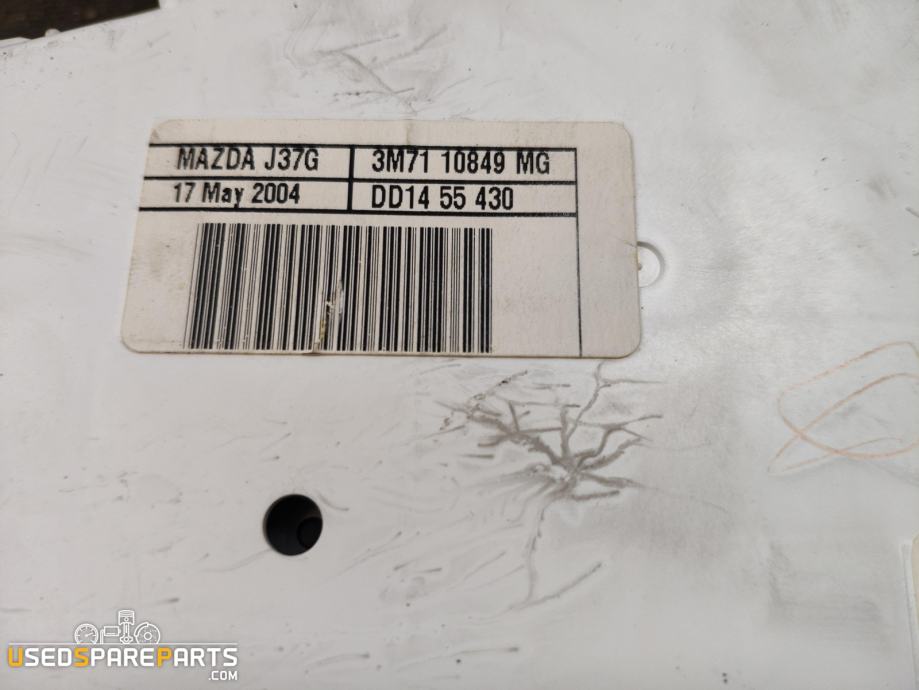 MAZDA J37G 3M71 10849 MG
17 May 2004 DD14 55 430
USEDSPAREPARTS
.COM